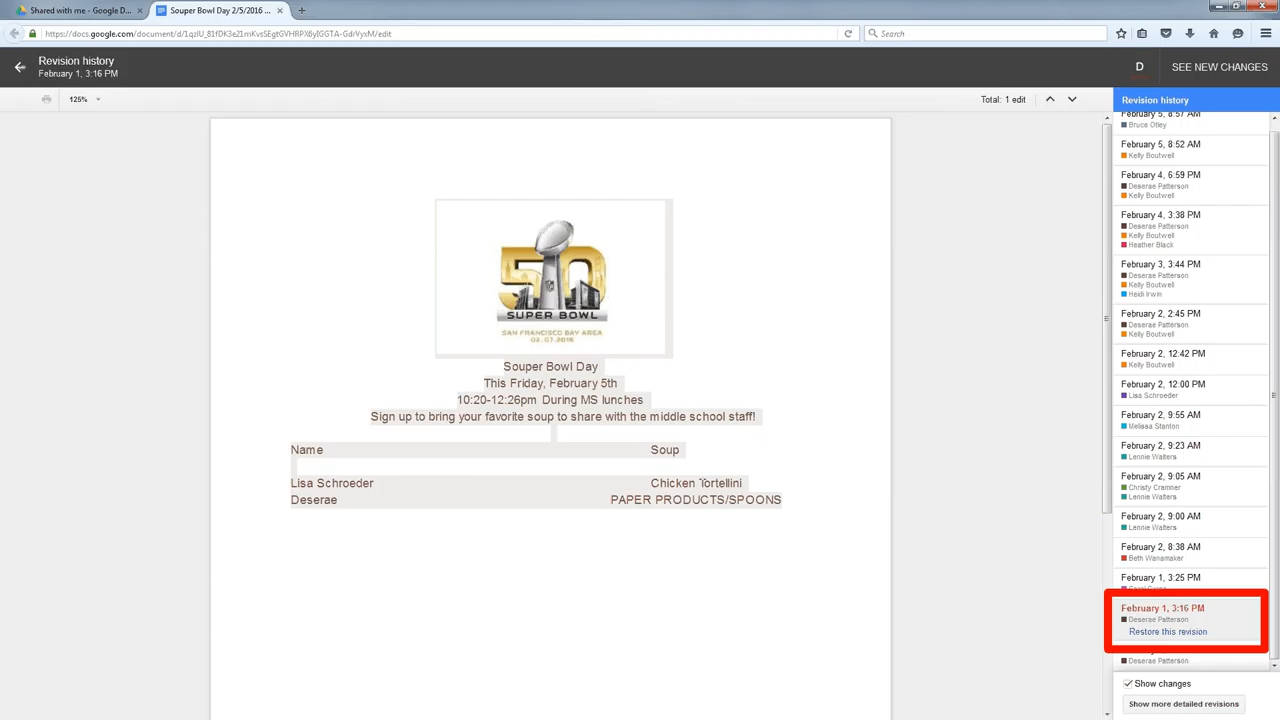 Shared with me - Google D...
Souper Bowl Day 2/5/2016 ...
Search
Revision history
February 1, 3:16 PM
D
SEE NEW CHANGES
125%
Total: 1 edit
50
SUPER BOWL
SAN FRANCISCO BAY AREA
02.07.2016
Souper Bowl Day
This Friday, February 5th
10:20-12:26pm During MS lunches
Sign up to bring your favorite soup to share with the middle school staff!
Name Soup
Lisa Schroeder Chicken Tortellini
Deserae PAPER PRODUCTS/SPOONS
Revision history
February 5, 8:57 AM
Bruce Otley
February 5, 8:52 AM
Kelly Boutwell
February 4, 6:59 PM
Deserae Patterson
Kelly Boutwell
February 4, 3:38 PM
Deserae Patterson
Kelly Boutwell
Heather Black
February 3, 3:44 PM
Deserae Patterson
Kelly Boutwell
Heidi Irwin
February 2, 2:45 PM
Deserae Patterson
Kelly Boutwell
February 2, 12:42 PM
Kelly Boutwell
February 2, 12:00 PM
Lisa Schroeder
February 2, 9:55 AM
Melissa Stanton
February 2, 9:23 AM
Lennie Walters
February 2, 9:05 AM
Christy Cramner
Lennie Walters
February 2, 9:00 AM
Lennie Walters
February 2, 8:38 AM
Beth Wanamaker
February 1, 3:25 PM
February 1, 3:16 PM
Deserae Patterson
Restore this revision
Deserae Patterson
Show changes
Show more detailed revisions